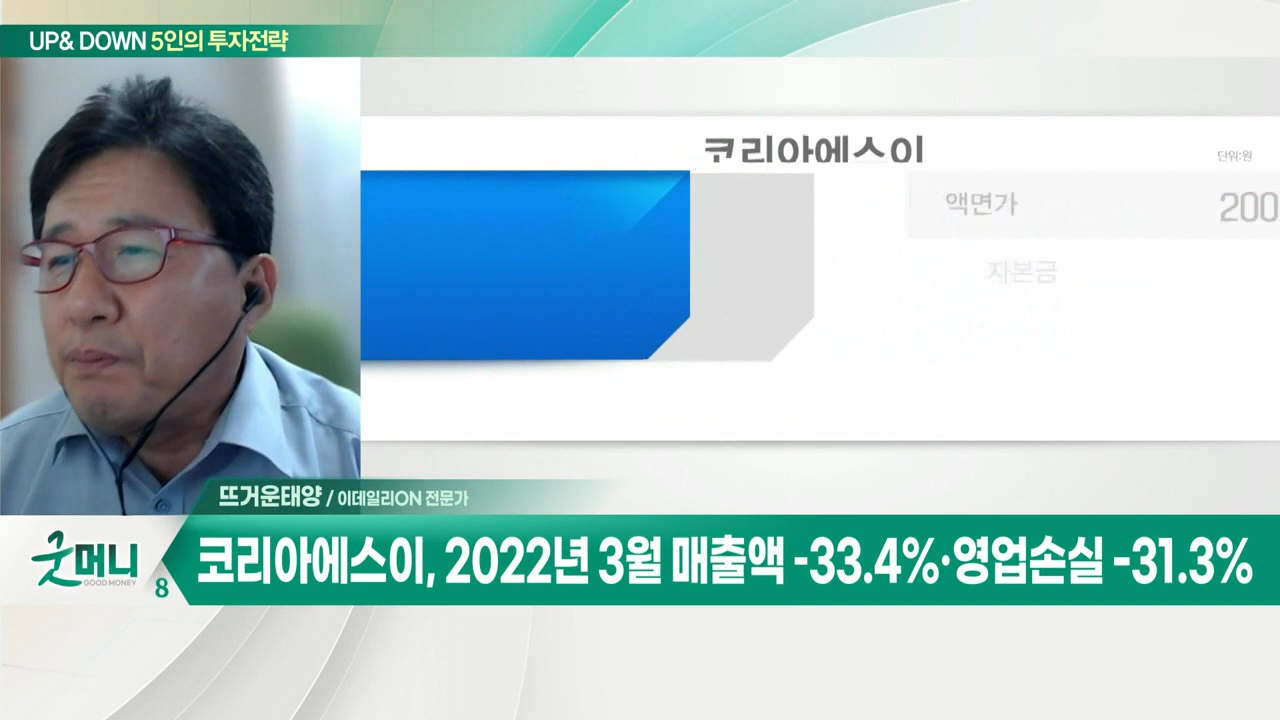 UP& DOWN 5인의 투자전략
코리아에스이
단위:원
액면가 200
자본금
뜨거운태양 / 이데일리ON 전문가
굿머니
GOOD MONEY
8
코리아에스이, 2022년 3월 매출액 -33.4%·영업손실 -31.3%